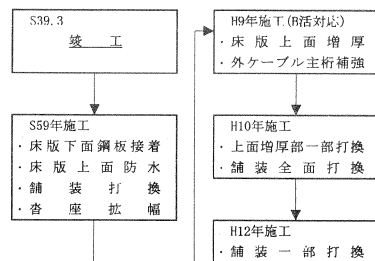 S39.3
竣工
S59年施工
・床版下面鋼板接着
・床版上面防水
・舗装打換
・沓座拡幅
H9年施工(B活対応)
・床版上面増厚
・外ケーブル主桁補強
H10年施工
・上面増厚部一部打換
・舗装全面打換
H12年施工
・舗装一部打換